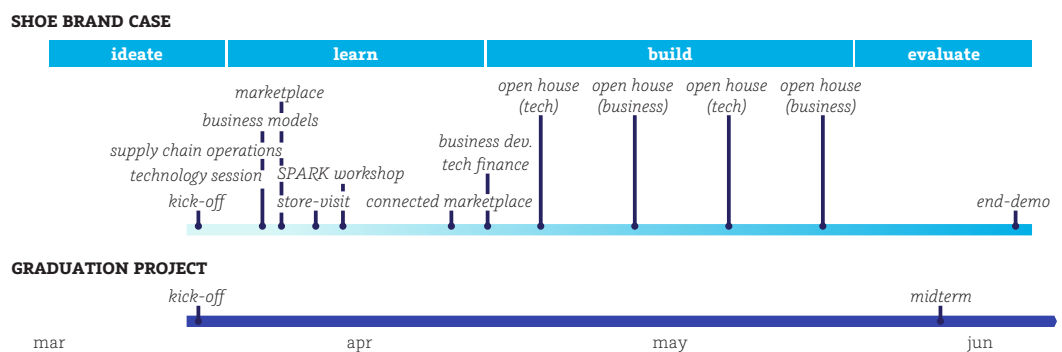 SHOE BRAND CASE
ideate learn build evaluate
marketplace
business models
supply chain operations
technology session
kick-off
SPARK workshop
store-visit
business dev.
tech finance
connected marketplace
open house
(tech)
open house
(business)
open house
(tech)
open house
(business)
end-demo
GRADUATION PROJECT
kick-off
midterm
mar apr may jun